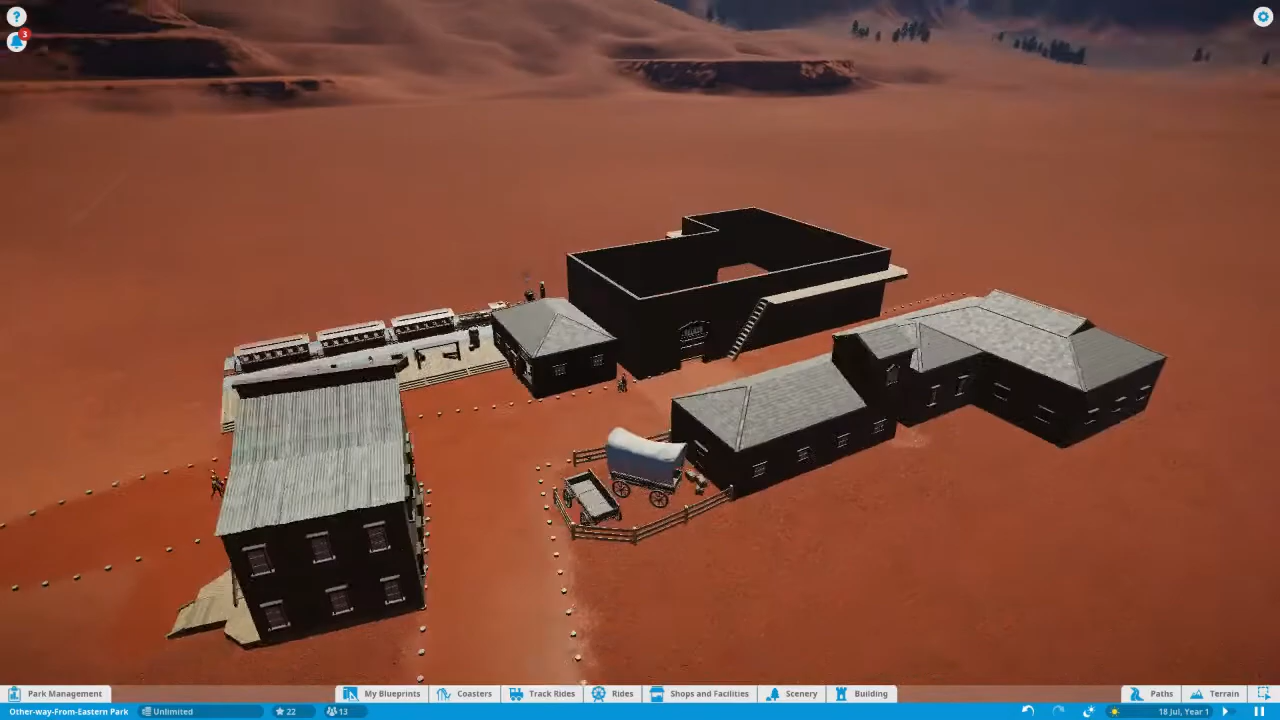 ?
3
Park Management
My Blueprints
Coasters
Track Rides
Rides
Shops and Facilities
Scenery
Building
Paths
Terrain
Other-way-From-Eastern Park
Unlimited
22
13
18 Jul, Year 1